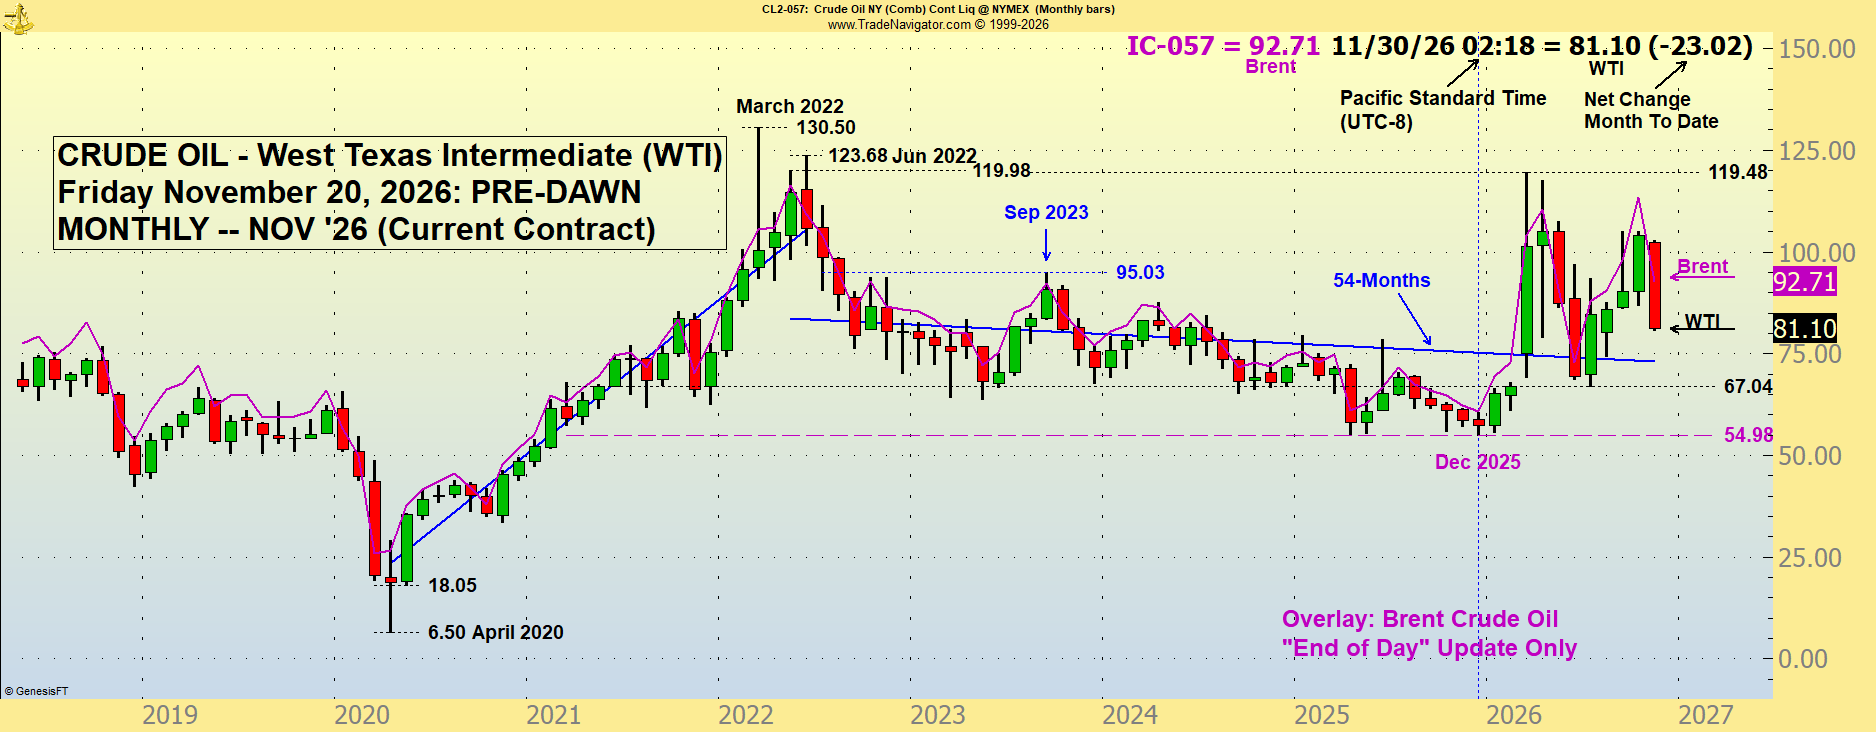 CL2-057: Crude Oil NY (Comb) Cont Liq @ NYMEX (Monthly bars)
www.TradeNavigator.com © 1999-2026
IC-057 = 92.71 11/30/26 02:18 = 81.10 (-23.02)
Brent
WTI
Pacific Standard Time
(UTC-8)
Net Change
Month To Date
CRUDE OIL - West Texas Intermediate (WTI)
Friday November 20, 2026: PRE-DAWN
MONTHLY -- NOV '26 (Current Contract)
March 2022
130.50
123.68 Jun 2022
119.98
119.48
Sep 2023
95.03
54-Months
Brent
WTI
67.04
54.98
Dec 2025
18.05
6.50 April 2020
Overlay: Brent Crude Oil
"End of Day" Update Only
150.00
125.00
100.00
92.71
81.10
75.00
50.00
25.00
0.00
© GenesisFT
2019
2020
2021
2022
2023
2024
2025
2026
2027